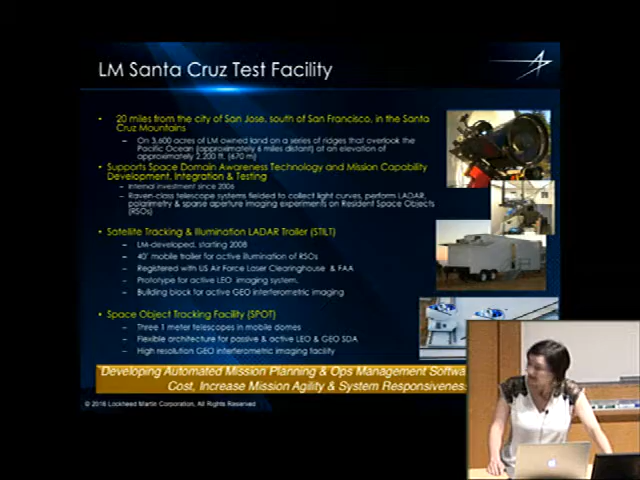 LM Santa Cruz Test Facility
• 20 miles from the city of San Jose, south of San Francisco, in the Santa
Cruz Mountains
– On 3,600 acres of LM owned land on a series of ridges that overlook the
Pacific Ocean (approximately 6 miles distant) at an elevation of
approximately 2,200 ft. (670 m)
• Supports Space Domain Awareness Technology and Mission Capability
Development, Integration & Testing
– Internal investment since 2006
– Raven-class telescope systems fielded to collect light curves, perform LADAR,
polarimetry & sparse aperture imaging experiments on Resident Space Objects
(RSOs)
• Satellite Tracking & Illumination LADAR Trailer (STILT)
– LM-developed, starting 2008
– 40' mobile trailer for active illumination of RSOs
– Registered with US Air Force Laser Clearinghouse & FAA
– Prototype for active LEO imaging system,
– Building block for active GEO interferometric imaging
• Space Object Tracking Facility (SPOT)
– Three 1 meter telescopes in mobile domes
– Flexible architecture for passive & active LEO & GEO SDA
– High resolution GEO interferometric imaging facility
Developing Automated Mission Planning & Ops Management Softwa
Cost, Increase Mission Agility & System Responsivenes
© 2016 Lockheed Martin Corporation, All Rights Reserved